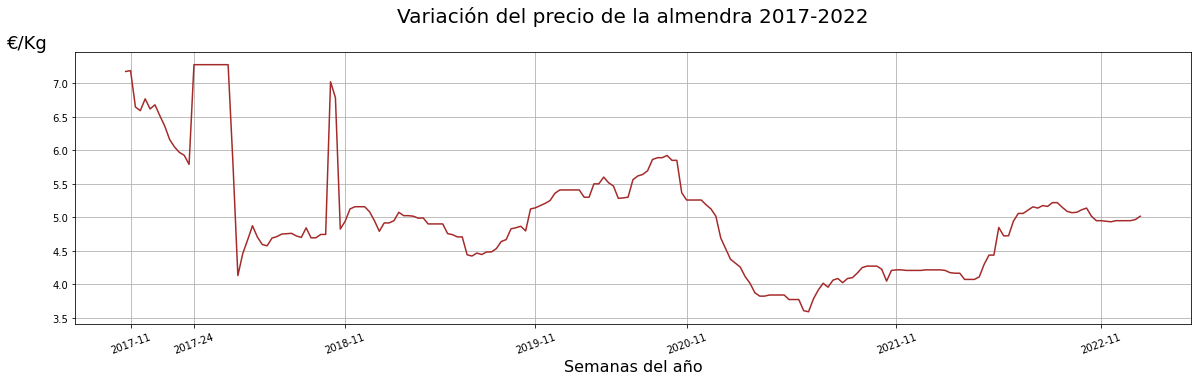 Variación del precio de la almendra 2017-2022
€/Kg
7.0
6.5
6.0
5.5
5.0
4.5
4.0
3.5
2017-11 2017-24 2018-11 2019-11 2020-11 2021-11 2022-11
Semanas del año